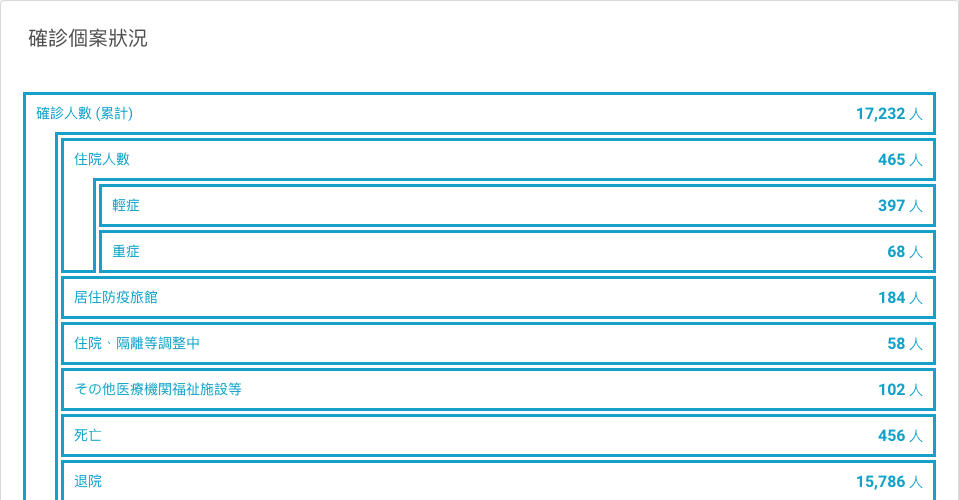 確診個案狀況
確診人數 (累計) 17,232 人
住院人數 465 人
輕症 397 人
重症 68 人
居住防疫旅館 184 人
住院、隔離等調整中 58 人
その他医療機関福祉施設等 102 人
死亡 456 人
退院 15,786 人